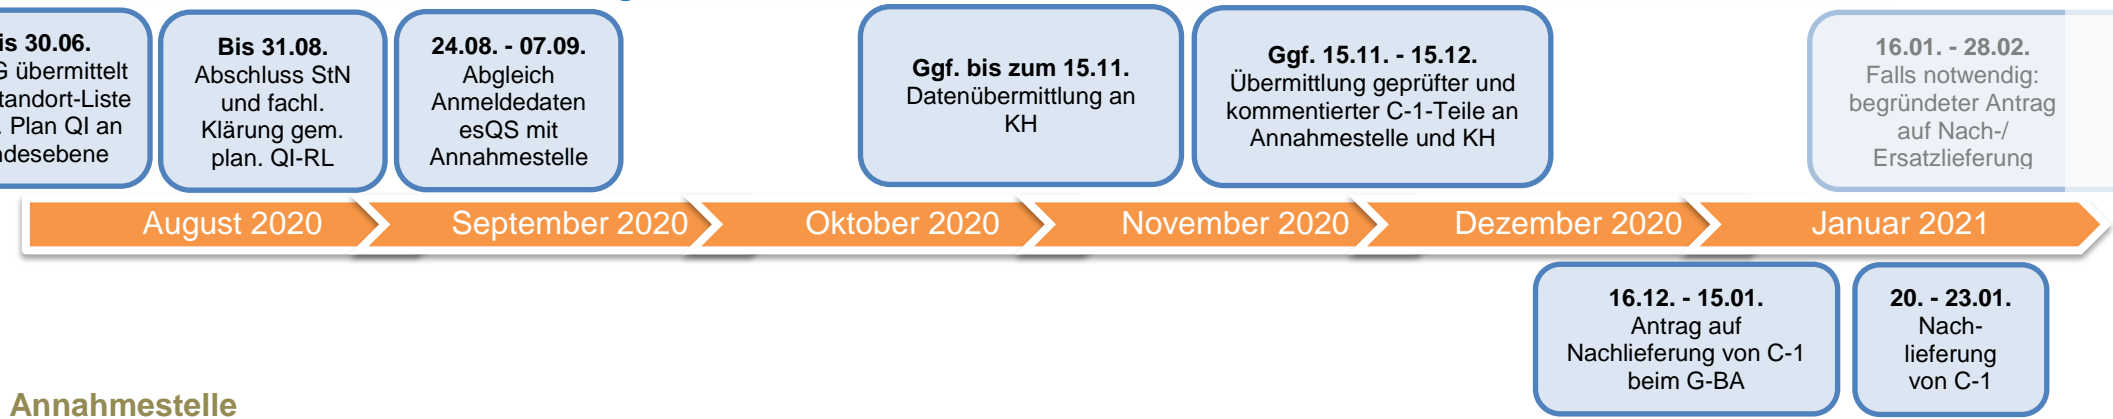 is 30.06.
G übermittelt
tandort-Liste
. Plan QI an
ndesebene
Bis 31.08.
Abschluss StN
und fachl.
Klärung gem.
plan. QI-RL
24.08. - 07.09.
Abgleich
Anmeldedaten
esQS mit
Annahmestelle
Ggf. bis zum 15.11.
Datenübermittlung an
KH
Ggf. 15.11. - 15.12.
Übermittlung geprüfter und
kommentierter C-1-Teile an
Annahmestelle und KH
16.01. - 28.02.
Falls notwendig:
begründeter Antrag
auf Nach-/
Ersatzlieferung
August 2020
September 2020
Oktober 2020
November 2020
Dezember 2020
Januar 2021
16.12. - 15.01.
Antrag auf
Nachlieferung von C-1
beim G-BA
20. - 23.01.
Nach-
lieferung
von C-1
Annahmestelle